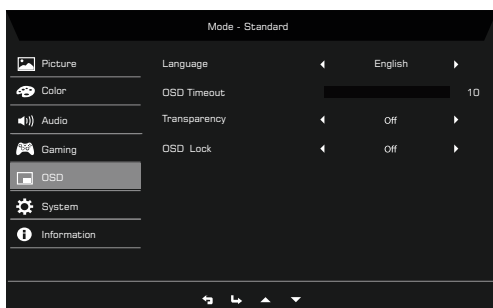 Mode - Standard
Picture
Language English
Color
OSD Timeout 10
Audio
Transparency Off
Gaming
OSD Lock Off
OSD
System
Information